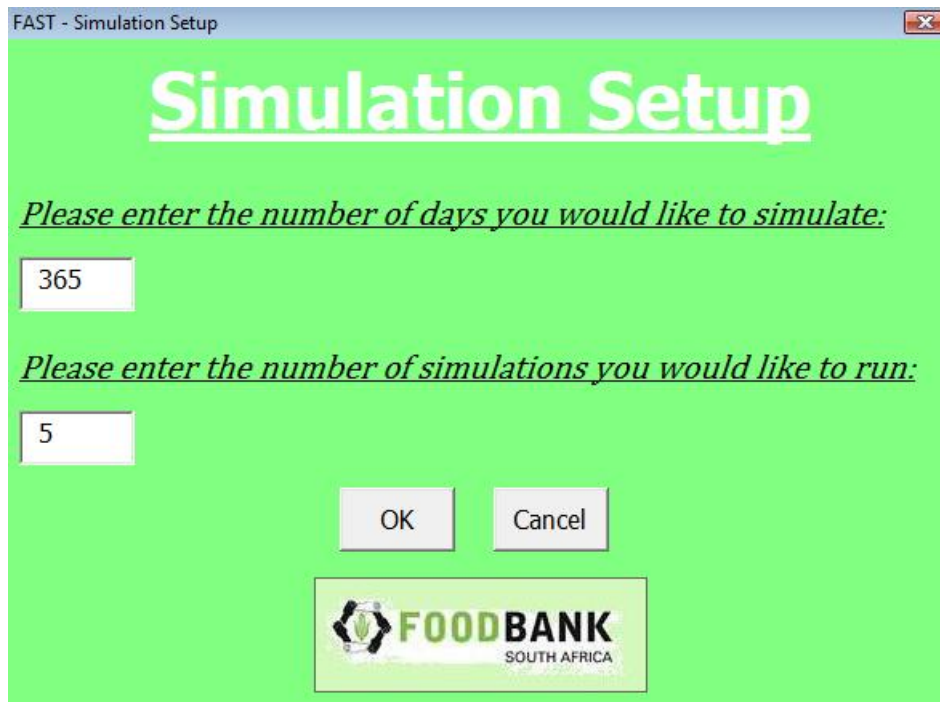 FAST - Simulation Setup
Simulation Setup
Please enter the number of days you would like to simulate:
365
Please enter the number of simulations you would like to run:
5
OK Cancel
FOODBANK
SOUTH AFRICA